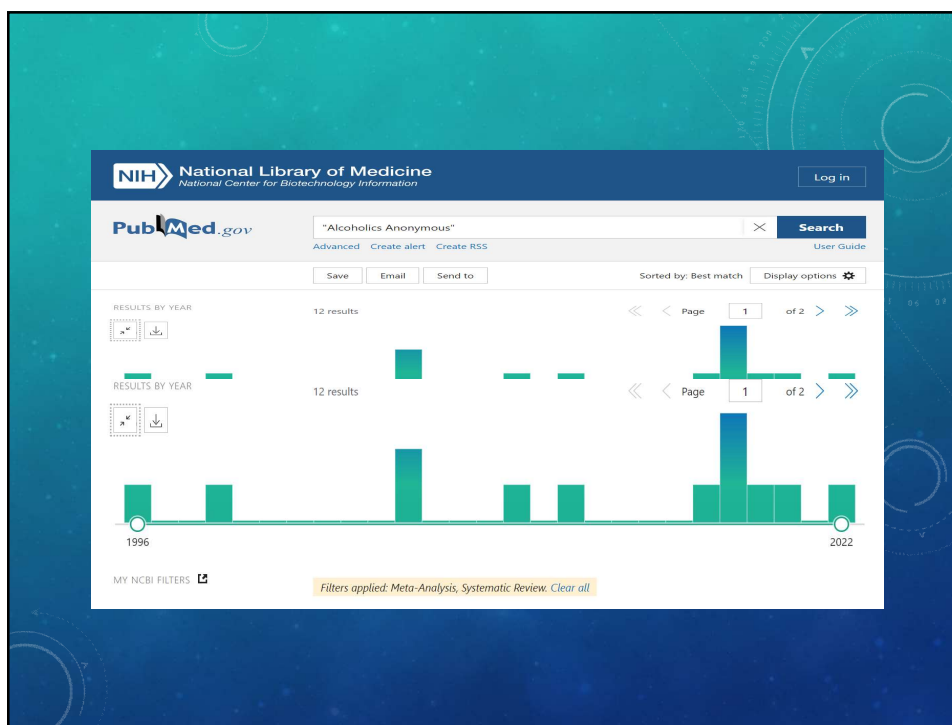 NIH National Library of Medicine
National Center for Biotechnology Information
Log in
PubMed.gov
"Alcoholics Anonymous"
Search
Advanced Create alert Create RSS
User Guide
Save Email Send to
Sorted by: Best match Display options
RESULTS BY YEAR
12 results
Page 1 of 2
RESULTS BY YEAR
12 results
Page 1 of 2
1996
2022
MY NCBI FILTERS
Filters applied: Meta-Analysis, Systematic Review. Clear all